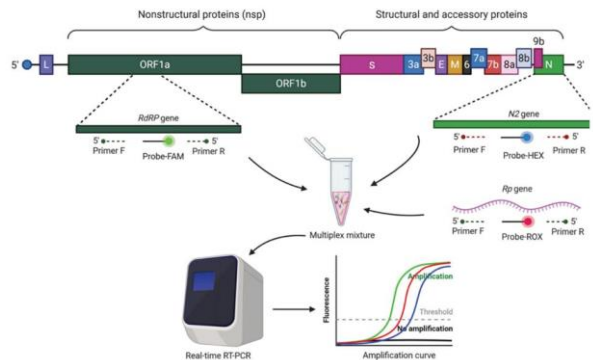 Nonstructural proteins (nsp)
Structural and accessory proteins
5'
L
ORF1a
ORF1b
S
3a
3b
E
M
6
7a
7b
8a
8b
9b
N
3'
RdRP gene
5'
5'
Primer F
Probe-FAM
Primer R
N2 gene
5'
5'
Primer F
Probe-HEX
Primer R
Rp gene
5'
5'
Primer F
Probe-ROX
Primer R
Multiplex mixture
Real-time RT-PCR
Fluorescence
Amplification
Threshold
No amplification
Amplification curve